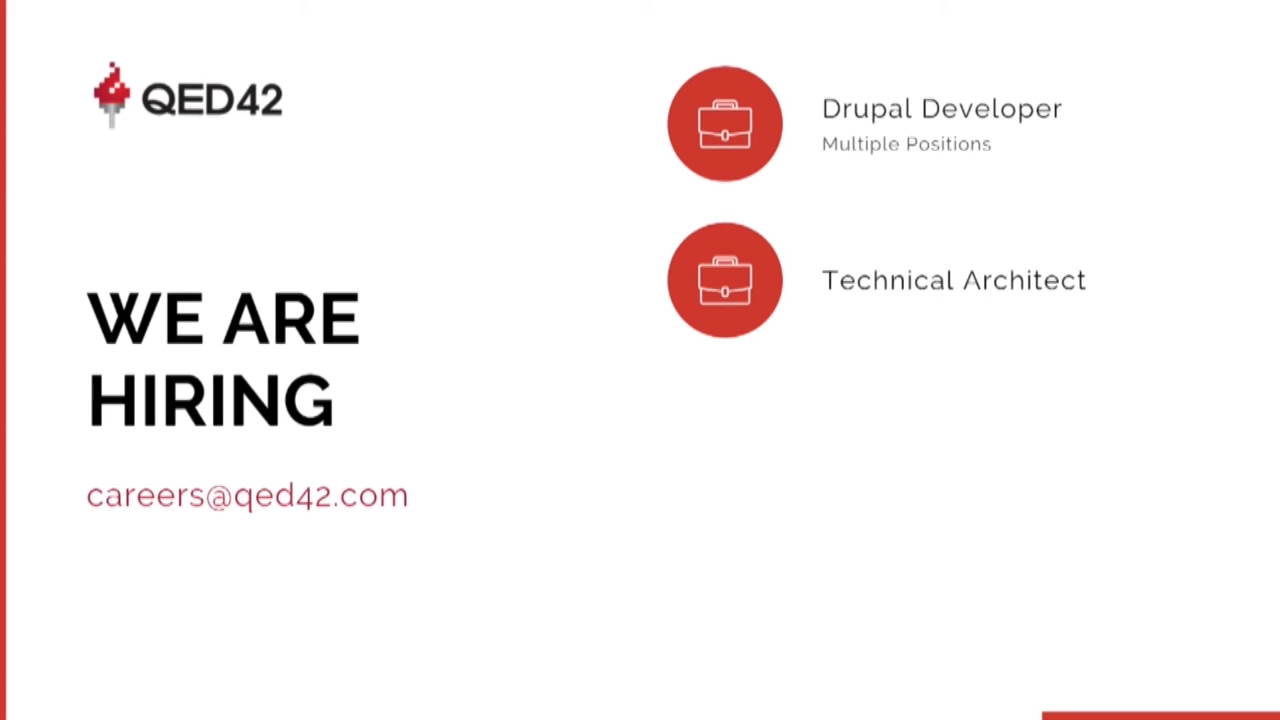 QED42
WE ARE
HIRING
careers@qed42.com
Drupal Developer
Multiple Positions
Technical Architect